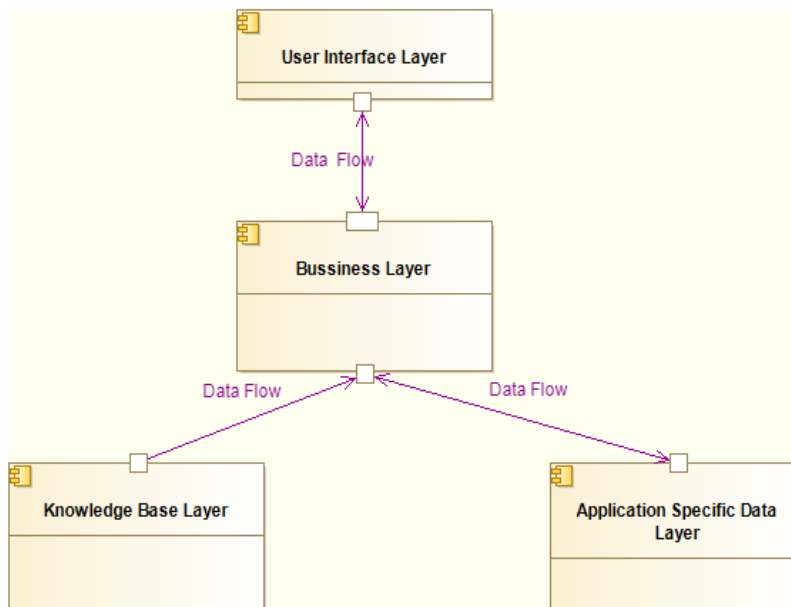 User Interface Layer
Data Flow
Bussiness Layer
Data Flow
Data Flow
Knowledge Base Layer
Application Specific Data
Layer